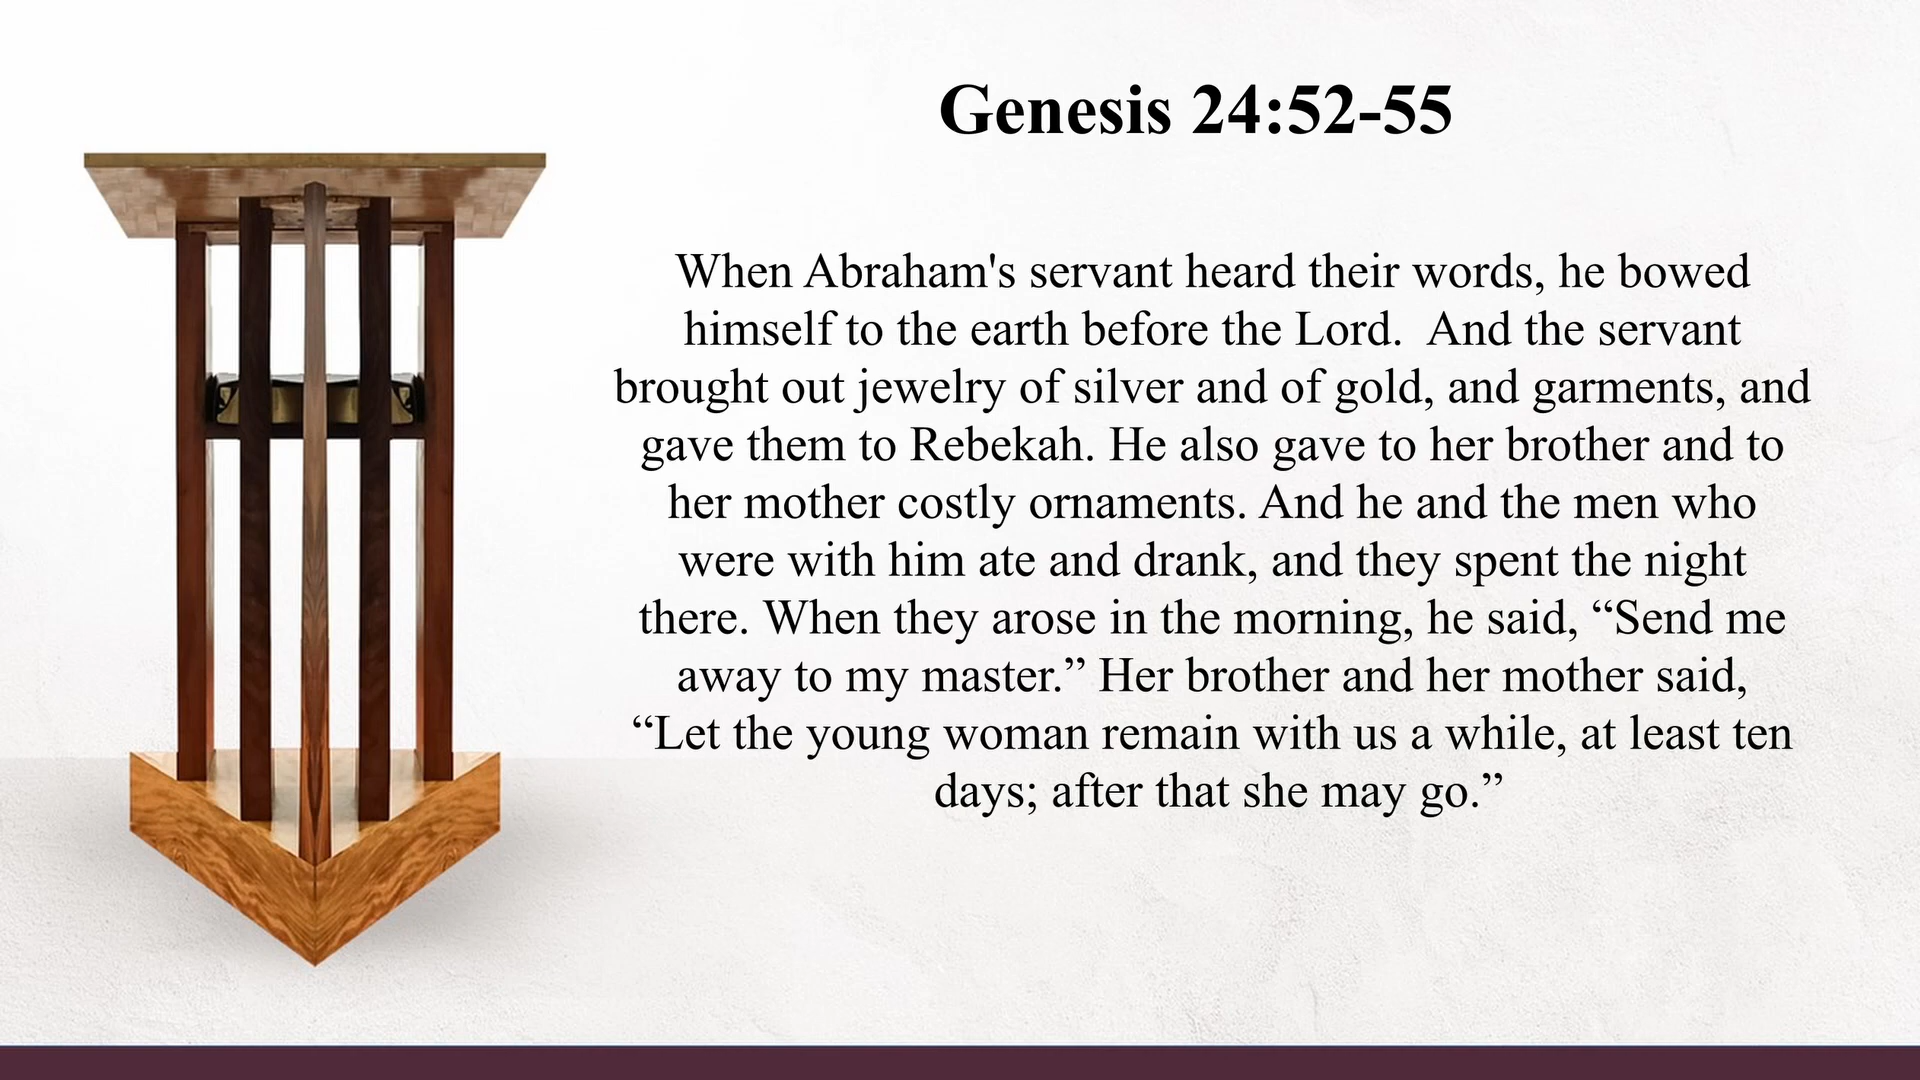 Genesis 24:52-55
When Abraham's servant heard their words, he bowed
himself to the earth before the Lord.  And the servant
brought out jewelry of silver and of gold, and garments, and
gave them to Rebekah. He also gave to her brother and to
her mother costly ornaments. And he and the men who
were with him ate and drank, and they spent the night
there. When they arose in the morning, he said, “Send me
away to my master.” Her brother and her mother said,
“Let the young woman remain with us a while, at least ten
days; after that she may go.”